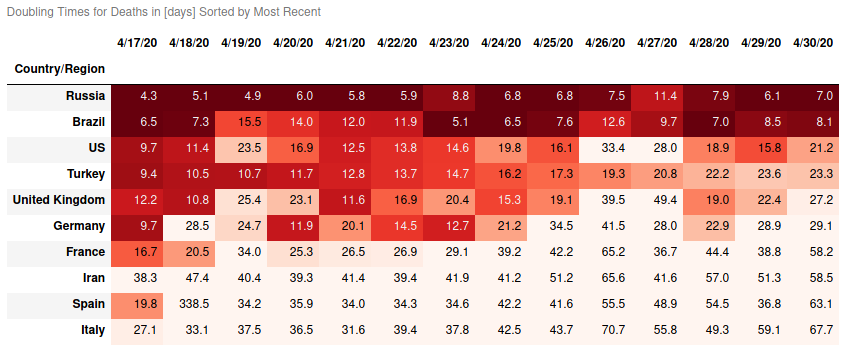 Doubling Times for Deaths in [days] Sorted by Most Recent
4/17/20 4/18/20 4/19/20 4/20/20 4/21/20 4/22/20 4/23/20 4/24/20 4/25/20 4/26/20 4/27/20 4/28/20 4/29/20 4/30/20
Country/Region
Russia 4.3 5.1 4.9 6.0 5.8 5.9 8.8 6.8 6.8 7.5 11.4 7.9 6.1 7.0
Brazil 6.5 7.3 15.5 14.0 12.0 11.9 5.1 6.5 7.6 12.6 9.7 7.0 8.5 8.1
US 9.7 11.4 23.5 16.9 12.5 13.8 14.6 19.8 16.1 33.4 28.0 18.9 15.8 21.2
Turkey 9.4 10.5 10.7 11.7 12.8 13.7 14.7 16.2 17.3 19.3 20.8 22.2 23.6 23.3
United Kingdom 12.2 10.8 25.4 23.1 11.6 16.9 20.4 15.3 19.1 39.5 49.4 19.0 22.4 27.2
Germany 9.7 28.5 24.7 11.9 20.1 14.5 12.7 21.2 34.5 41.5 28.0 22.9 28.9 29.1
France 16.7 20.5 34.0 25.3 26.5 26.9 29.1 39.2 42.2 65.2 36.7 44.4 38.8 58.2
Iran 38.3 47.4 40.4 39.3 41.4 39.4 41.9 41.2 51.2 65.6 41.6 57.0 51.3 58.5
Spain 19.8 338.5 34.2 35.9 34.0 34.3 34.6 42.2 41.6 55.5 48.9 54.5 36.8 63.1
Italy 27.1 33.1 37.5 36.5 31.6 39.4 37.8 42.5 43.7 70.7 55.8 49.3 59.1 67.7